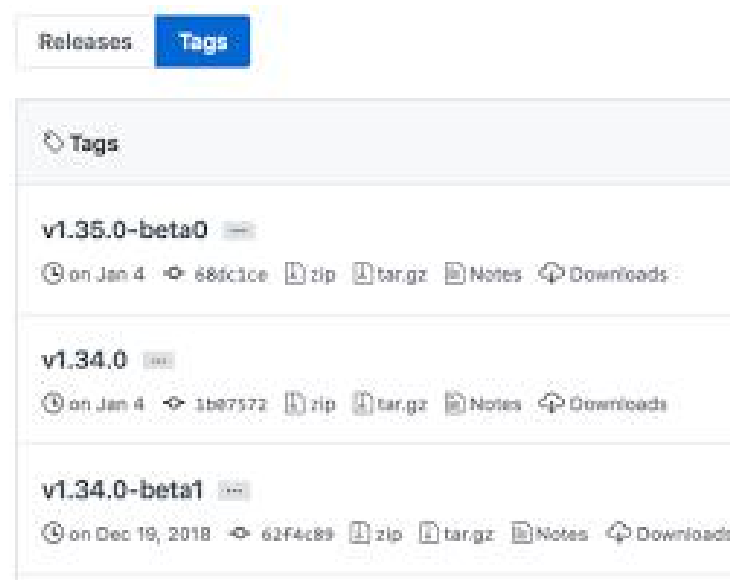 Releases Tags
Tags
v1.35.0-beta0 ...
on Jan 4 68dc1ce zip tar.gz Notes Downloads
v1.34.0 ...
on Jan 4 1b07572 zip tar.gz Notes Downloads
v1.34.0-beta1 ...
on Dec 19, 2018 62f4c89 zip tar.gz Notes Downloads